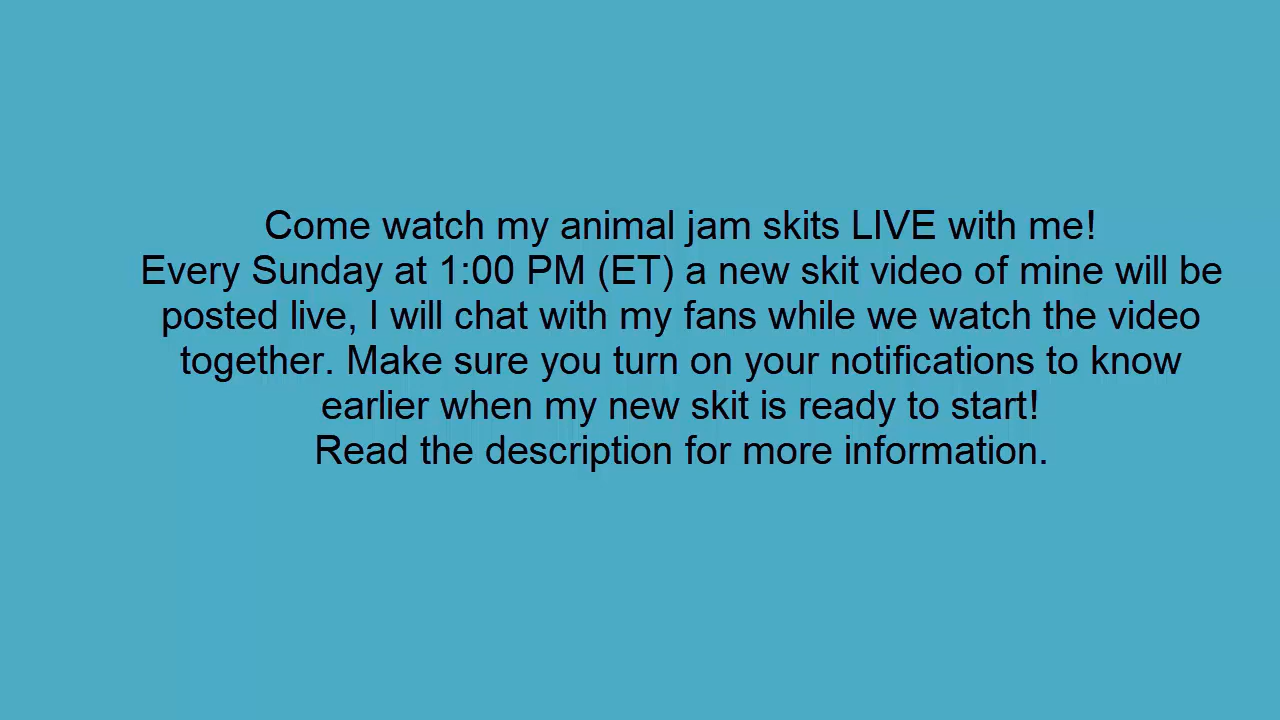 Come watch my animal jam skits LIVE with me!
Every Sunday at 1:00 PM (ET) a new skit video of mine will be
posted live, I will chat with my fans while we watch the video
together. Make sure you turn on your notifications to know
earlier when my new skit is ready to start!
Read the description for more information.